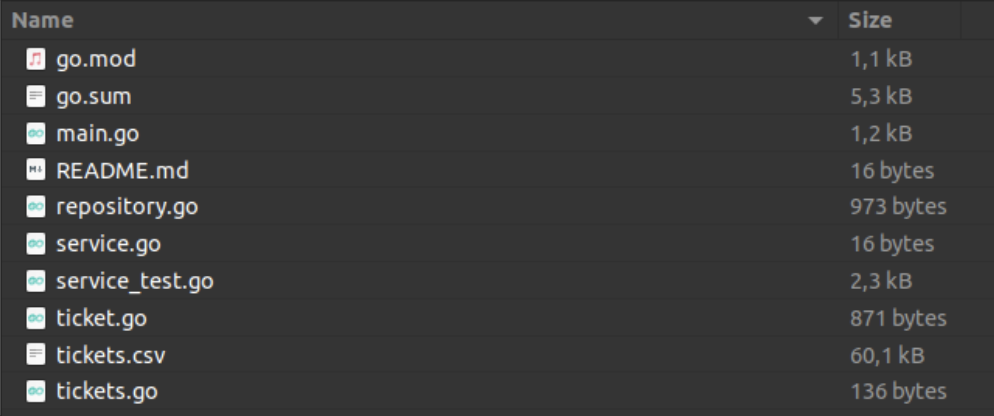 Name Size
go.mod 1,1 kB
go.sum 5,3 kB
main.go 1,2 kB
README.md 16 bytes
repository.go 973 bytes
service.go 16 bytes
service_test.go 2,3 kB
ticket.go 871 bytes
tickets.csv 60,1 kB
tickets.go 136 bytes